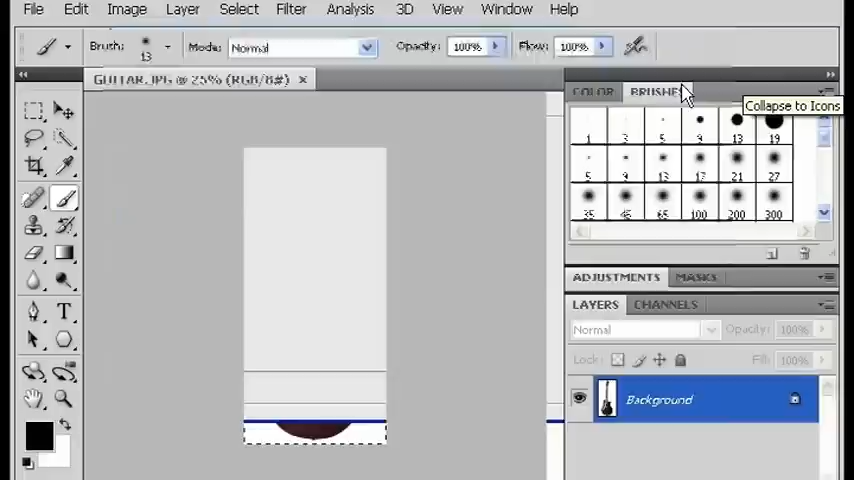 File Edit Image Layer Select Filter Analysis 3D View Window Help
Brush: 13 Mode: Normal Opacity: 100% Flow: 100%
GUITAR.JPG @ 25% (RGB/8#) ×
COLOR BRUSHES
Collapse to Icons
1 3 5 9 13 19
5 9 13 17 21 27
35 45 65 100 200 300
ADJUSTMENTS MASKS
LAYERS CHANNELS
Normal Opacity: 100%
Lock: Fill: 100%
Background